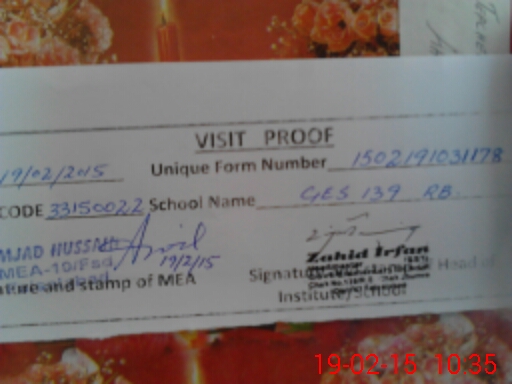 VISIT PROOF
19/02/2015 Unique Form Number 1502191031178
CODE 33150022 School Name GES 139 RB.
MJAD HUSSAIN
MEA-10/Fsd 19/2/15
Zahid Irfan
ature and stamp of MEA
Signature Head of
Institute/School
19-02-15 10:35